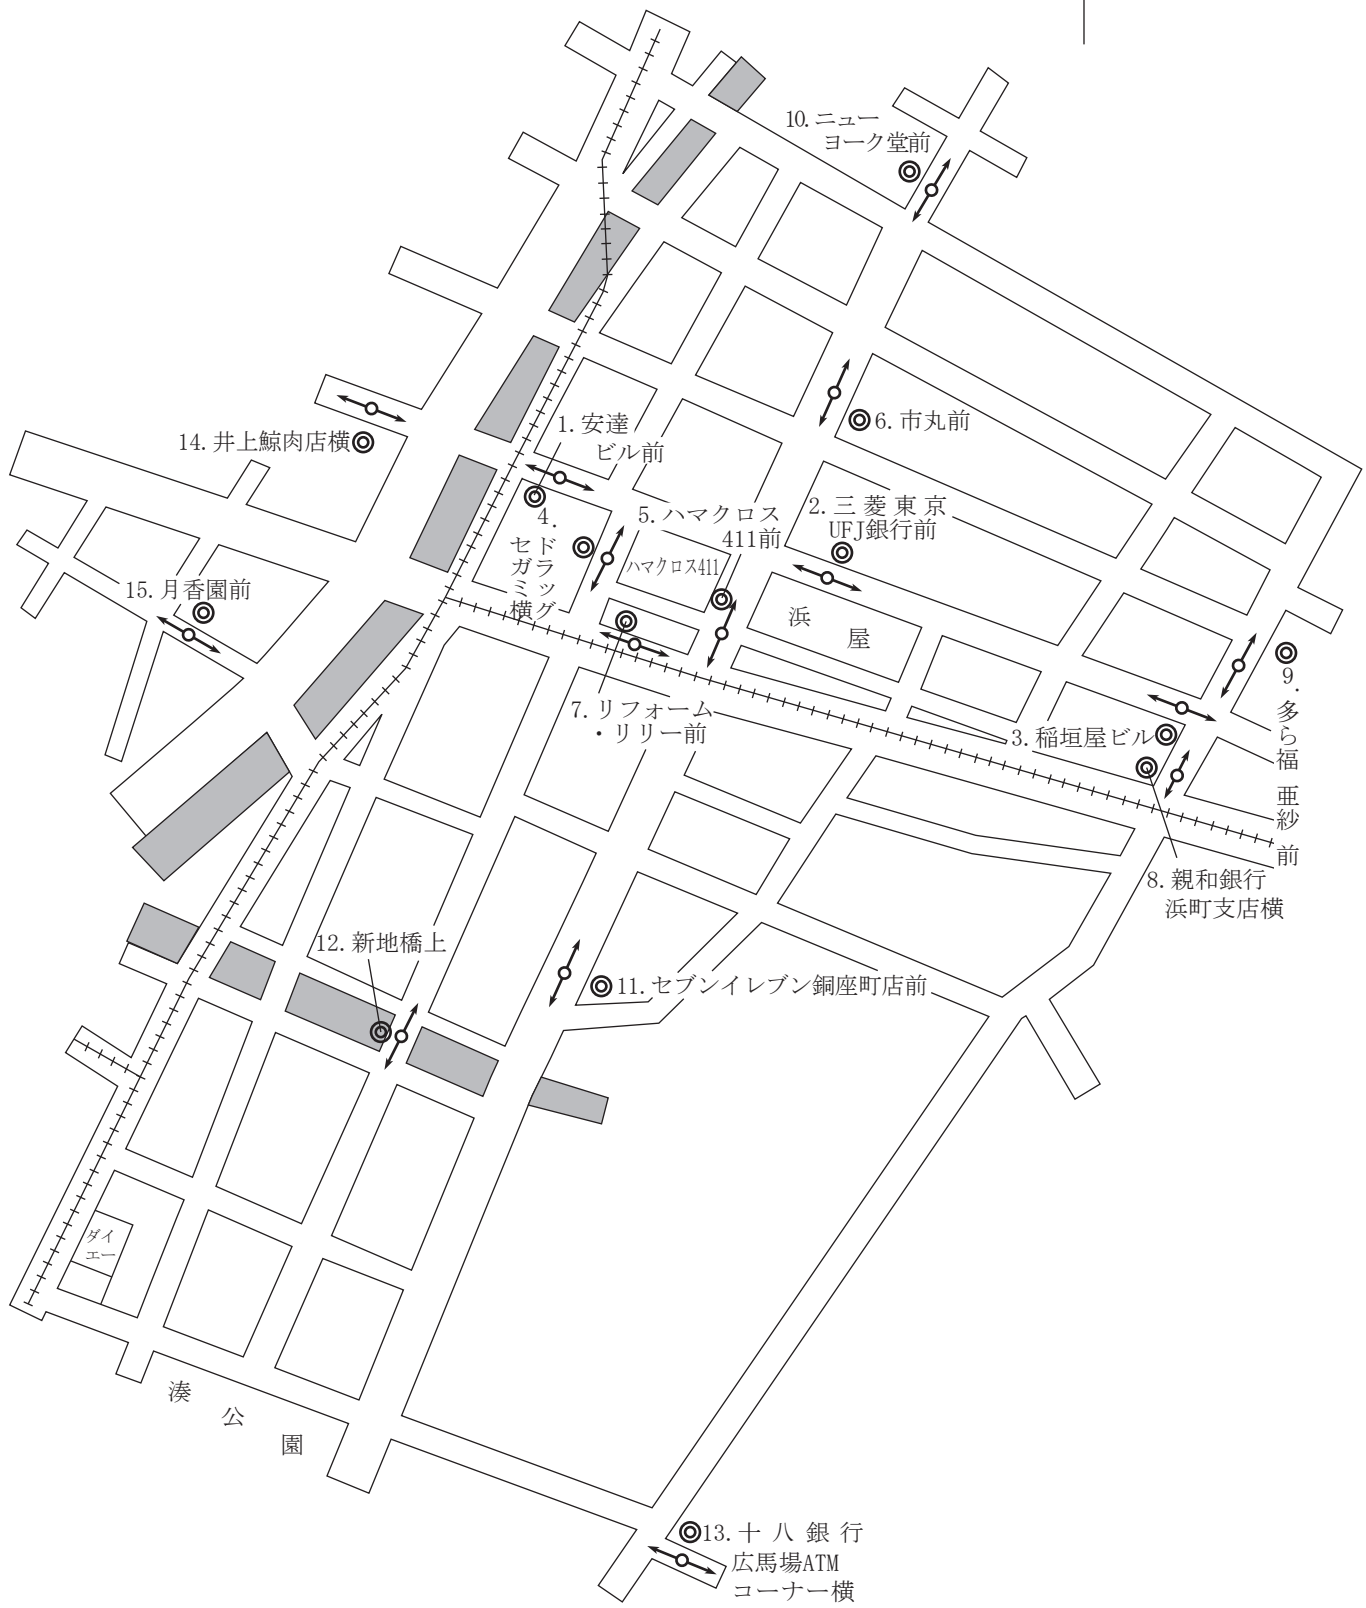 10.ニュー
ヨーク堂前
6.市丸前
14.井上鯨肉店横
1.安達
ビル前
2.三菱東京
UFJ銀行前
5.ハマクロス
411前
4.セガミ横
ドラッグ
ハマクロス411
15.月香園前
浜屋
9.多ら福 亜紗 前
7.リフォーム
・リリー前
3.稲垣屋ビル
8.親和銀行
浜町支店横
12.新地橋上
11.セブンイレブン銅座町店前
ダイ
エー
湊公園
13.十八銀行
広馬場ATM
コーナー横